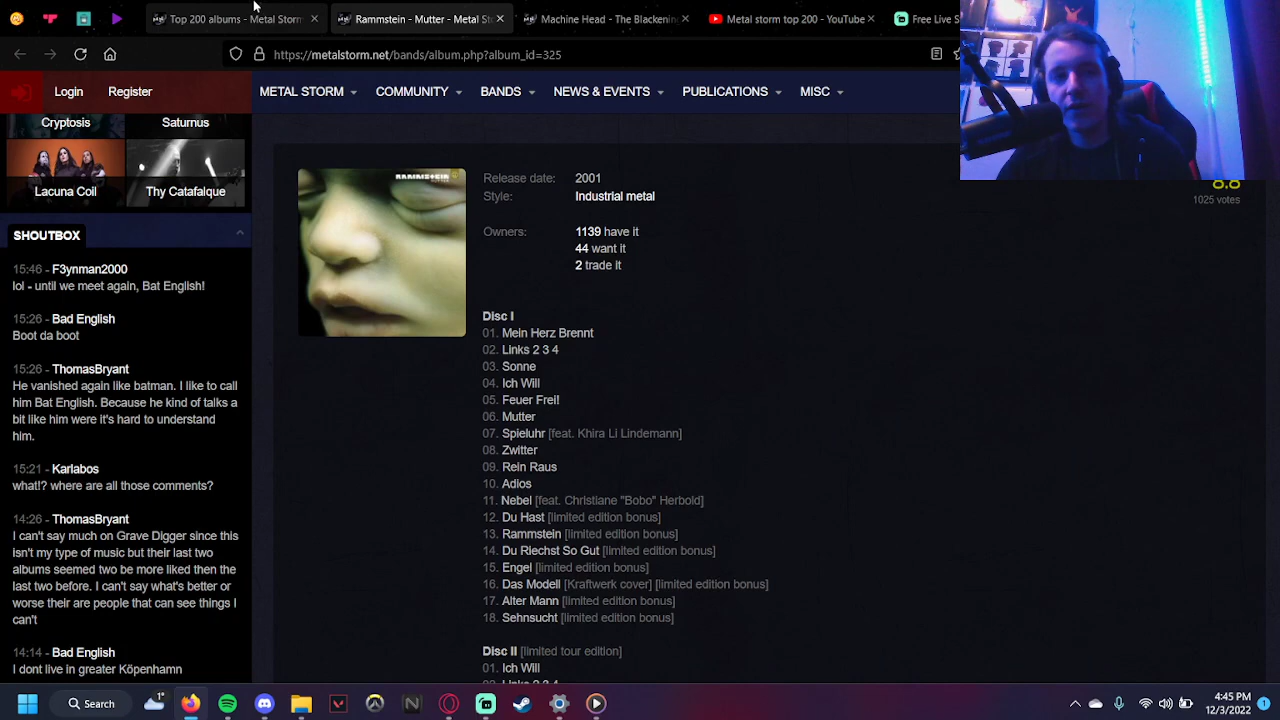 Top 200 albums - Metal Storm
Rammstein - Mutter - Metal St
Machine Head - The Blackening
Metal storm top 200 - YouTube
Free Live S
https://metalstorm.net/bands/album.php?album_id=325
Login
Register
METAL STORM
COMMUNITY
BANDS
NEWS & EVENTS
PUBLICATIONS
MISC
Cryptosis
Saturnus
Lacuna Coil
Thy Catafalque
SHOUTBOX
15:46 - F3ynman2000
lol - until we meet again, Bat English!
15:26 - Bad English
Boot da boot
15:26 - ThomasBryant
He vanished again like batman. I like to call
him Bat English. Because he kind of talks a
bit like him were it's hard to understand
him.
15:21 - Karlabos
what!? where are all those comments?
14:26 - ThomasBryant
I can't say much on Grave Digger since this
isn't my type of music but their last two
albums seemed two be more liked then the
last two before. I can't say what's better or
worse their are people that can see things I
can't
14:14 - Bad English
I dont live in greater Köpenhamn
RAMMSTEIN
Release date: 2001
Style: Industrial metal
Owners: 1139 have it
44 want it
2 trade it
8.8
1025 votes
Disc I
01. Mein Herz Brennt
02. Links 2 3 4
03. Sonne
04. Ich Will
05. Feuer Frei!
06. Mutter
07. Spieluhr [feat. Khira Li Lindemann]
08. Zwitter
09. Rein Raus
10. Adios
11. Nebel [feat. Christiane "Bobo" Herbold]
12. Du Hast [limited edition bonus]
13. Rammstein [limited edition bonus]
14. Du RIechst So Gut [limited edition bonus]
15. Engel [limited edition bonus]
16. Das Modell [Kraftwerk cover] [limited edition bonus]
17. Alter Mann [limited edition bonus]
18. Sehnsucht [limited edition bonus]
Disc II [limited tour edition]
01. Ich Will
02. Links 2 3 4
Search
4:45 PM
12/3/2022